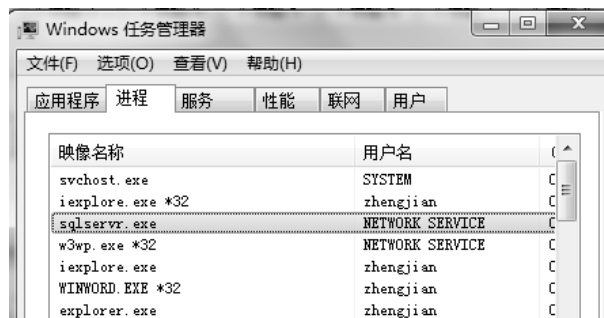 Windows 任务管理器
文件(F) 选项(O) 查看(V) 帮助(H)
应用程序 进程 服务 性能 联网 用户
映像名称 用户名
svchost.exe SYSTEM
iexplore.exe *32 zhengjian
sqlservr.exe NETWORK SERVICE
w3wp.exe *32 NETWORK SERVICE
iexplore.exe zhengjian
WINWORD.EXE *32 zhengjian
explorer.exe zhengjian